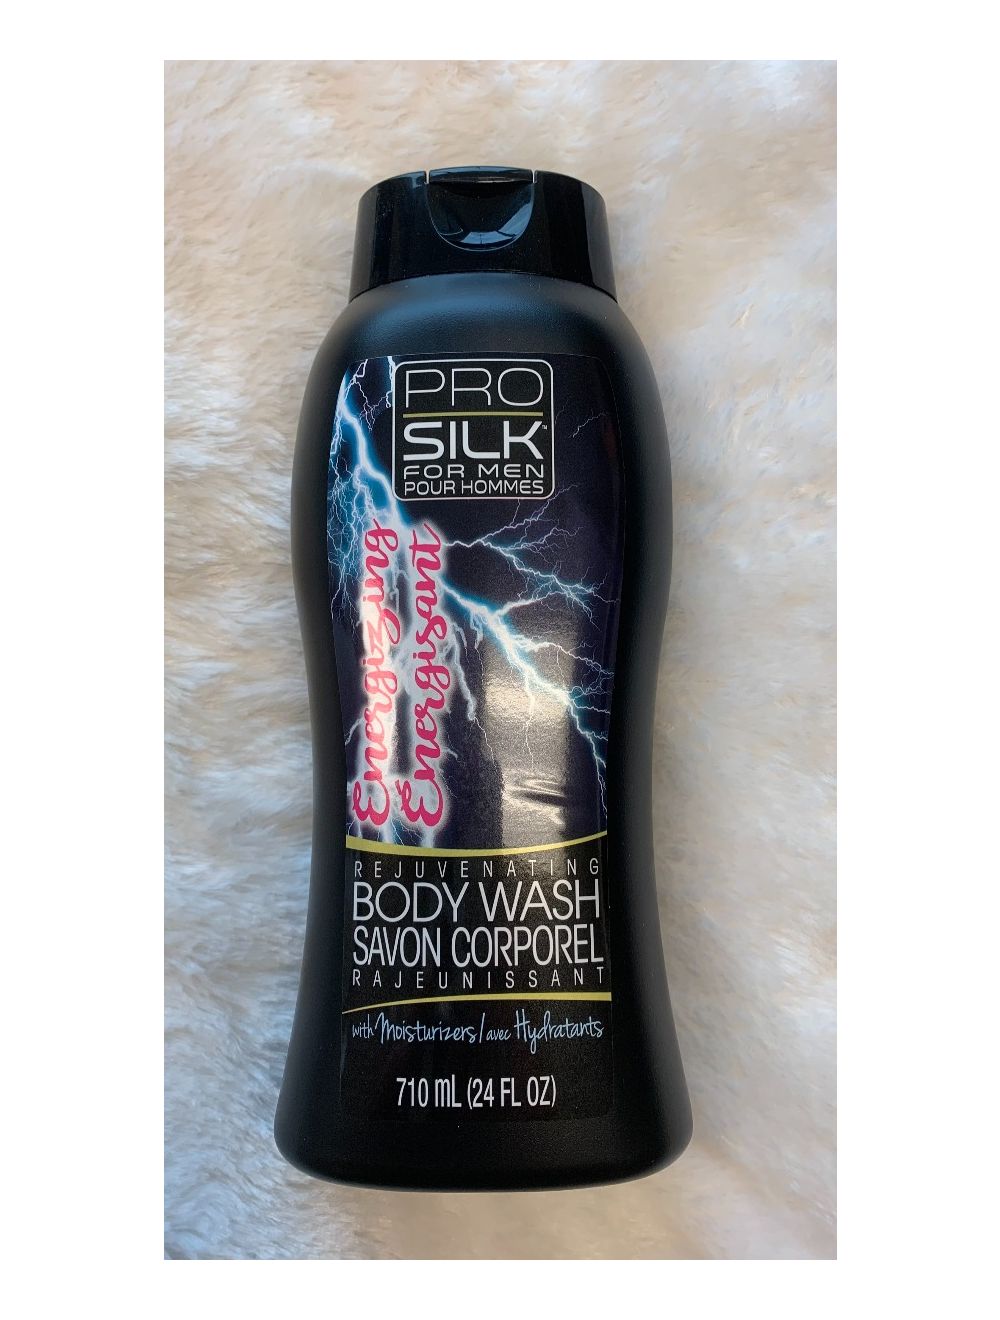 PRO
SILK™
FOR MEN
POUR HOMMES
Energizing
Énergisant
REJUVENATING
BODY WASH
SAVON CORPOREL
RAJEUNISSANT
with Moisturizers/avec Hydratants
710 mL (24 FL OZ)